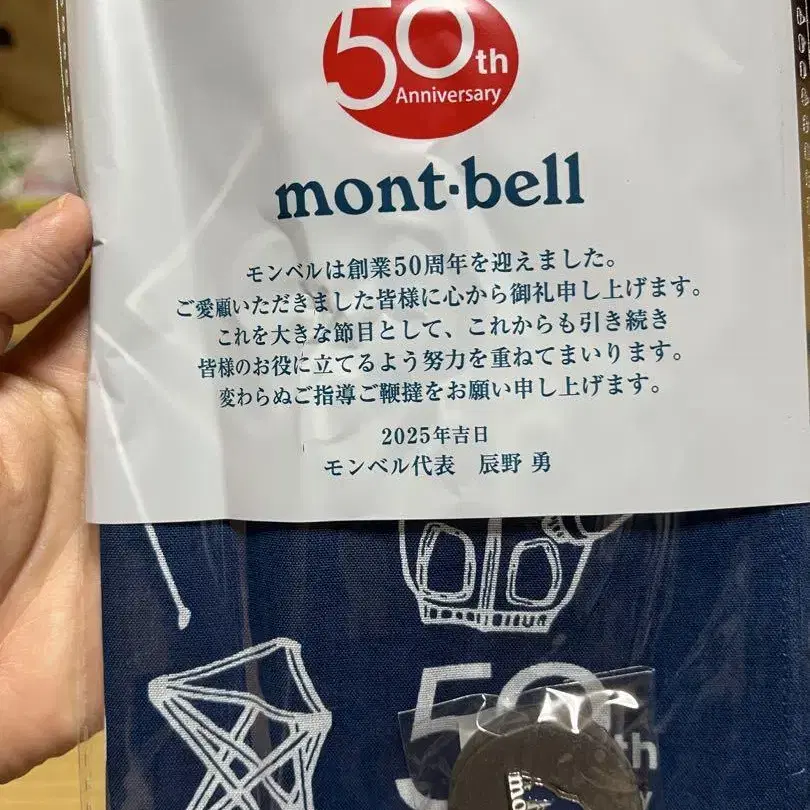 50th
Anniversary
mont-bell
モンベルは創業50周年を迎えました。
ご愛顧いただきました皆様に心から御礼申し上げます。
これを大きな節目として、これからも引き続き
皆様のお役に立てるよう努力を重ねてまいります。
変わらぬご指導ご鞭撻をお願い申し上げます。
2025年吉日
モンベル代表 辰野 勇
50th